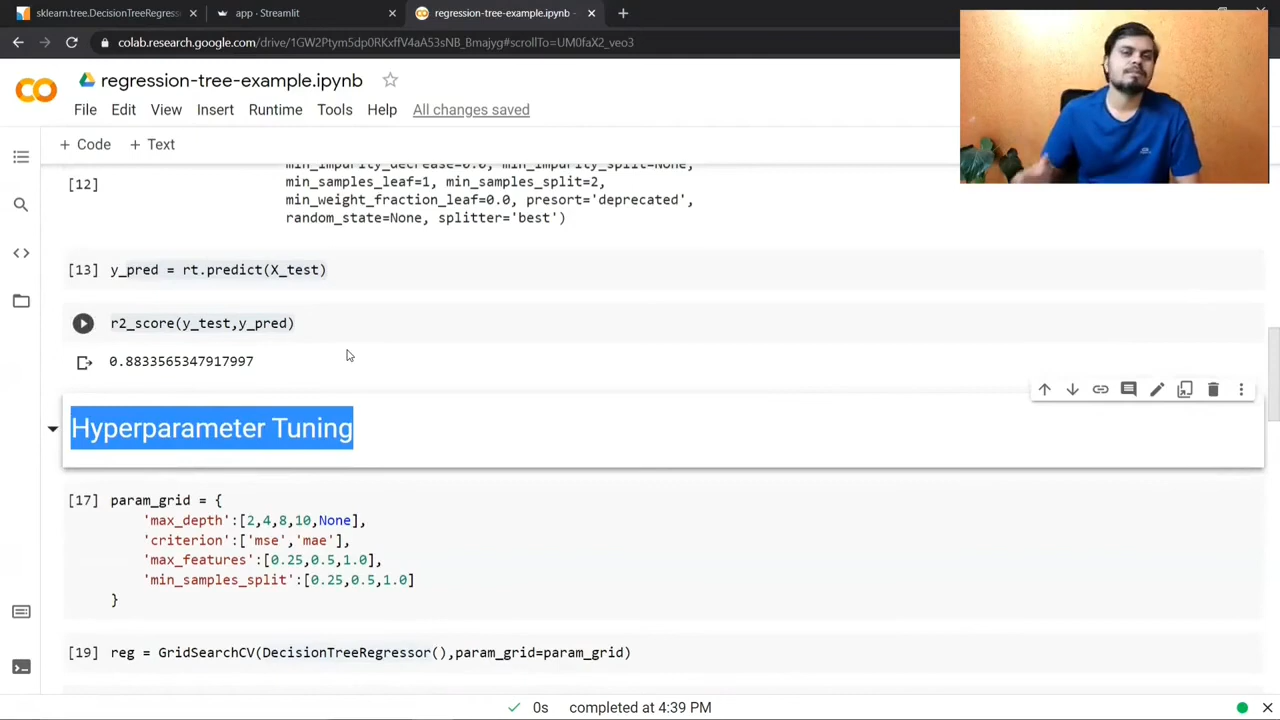 sklearn.tree.DecisionTreeRegress
app · Streamlit
regression-tree-example.ipynb -
colab.research.google.com/drive/1GW2Ptym5dp0RKxffV4aA53sNB_Bmajyg#scrollTo=UM0faX2_veo3
regression-tree-example.ipynb
File Edit View Insert Runtime Tools Help All changes saved
+ Code + Text
min_impurity_decrease=0.0, min_impurity_split=None,
[12] min_samples_leaf=1, min_samples_split=2,
min_weight_fraction_leaf=0.0, presort='deprecated',
random_state=None, splitter='best')
[13] y_pred = rt.predict(X_test)
r2_score(y_test,y_pred)
0.8833565347917997
Hyperparameter Tuning
[17] param_grid = {
'max_depth':[2,4,8,10,None],
'criterion':['mse','mae'],
'max_features':[0.25,0.5,1.0],
'min_samples_split':[0.25,0.5,1.0]
}
[19] reg = GridSearchCV(DecisionTreeRegressor(),param_grid=param_grid)
0s completed at 4:39 PM